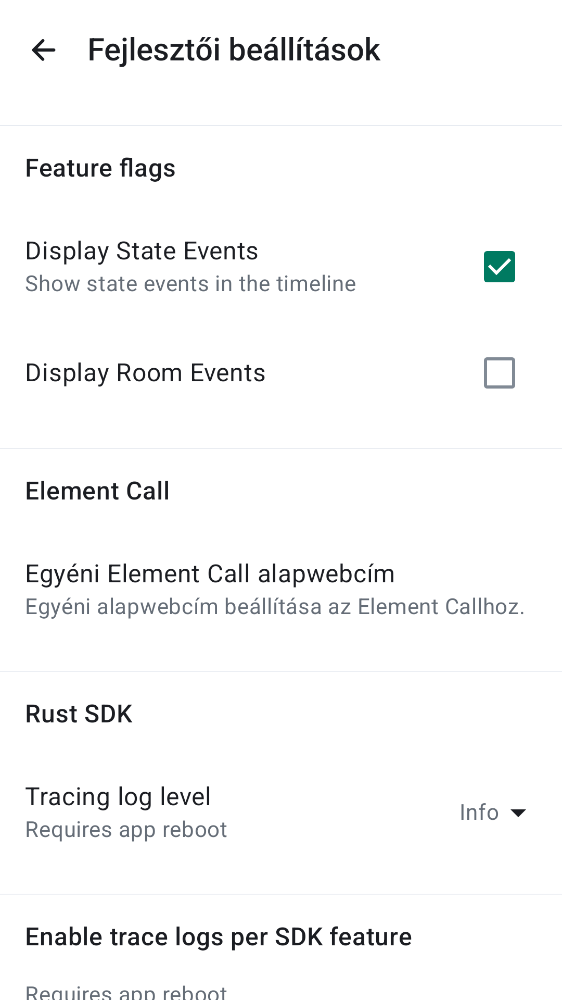 Fejlesztői beállítások
Feature flags
Display State Events
Show state events in the timeline
Display Room Events
Element Call
Egyéni Element Call alapwebcím
Egyéni alapwebcím beállítása az Element Callhoz.
Rust SDK
Tracing log level
Requires app reboot
Info
Enable trace logs per SDK feature
Requires app reboot